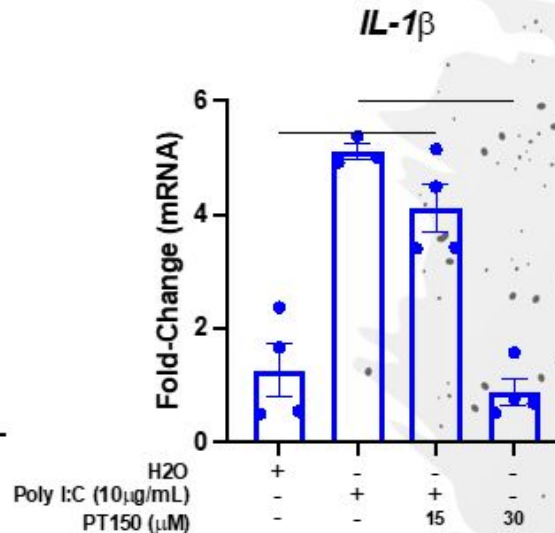 IL-1β
Fold-Change (mRNA)
6
4
2
0
H2O + - - -
Poly I:C (10μg/mL) - + + -
PT150 (μM) - - 15 30